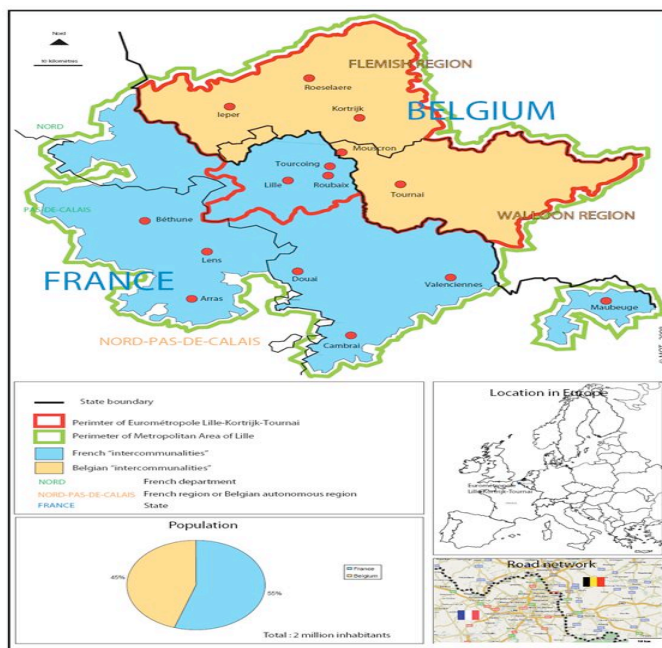 Nord
10 kilomètres
FLEMISH REGION
Roeselaere
BELGIUM
Ieper
Kortrijk
NORD
Mouscron
Tourcoing
Lille
Roubaix
Tournai
PAS-DE-CALAIS
WALLOON REGION
Béthune
Lens
FRANCE
Douai
Valenciennes
Arras
Maubeuge
NORD-PAS-DE-CALAIS
Cambrai
State boundary
Perimter of Eurométropole Lille-Kortrijk-Tournai
Perimeter of Metropolitan Area of Lille
French "intercommunalities"
Belgian "intercommunalities"
NORD French department
NORD-PAS-DE-CALAIS French region or Belgian autonomous region
FRANCE State
Location in Europe
Eurométropole
Lille-Kortrijk-Tournai
Population
45%
55%
France
Belgium
Total : 2 million inhabitants
Road network